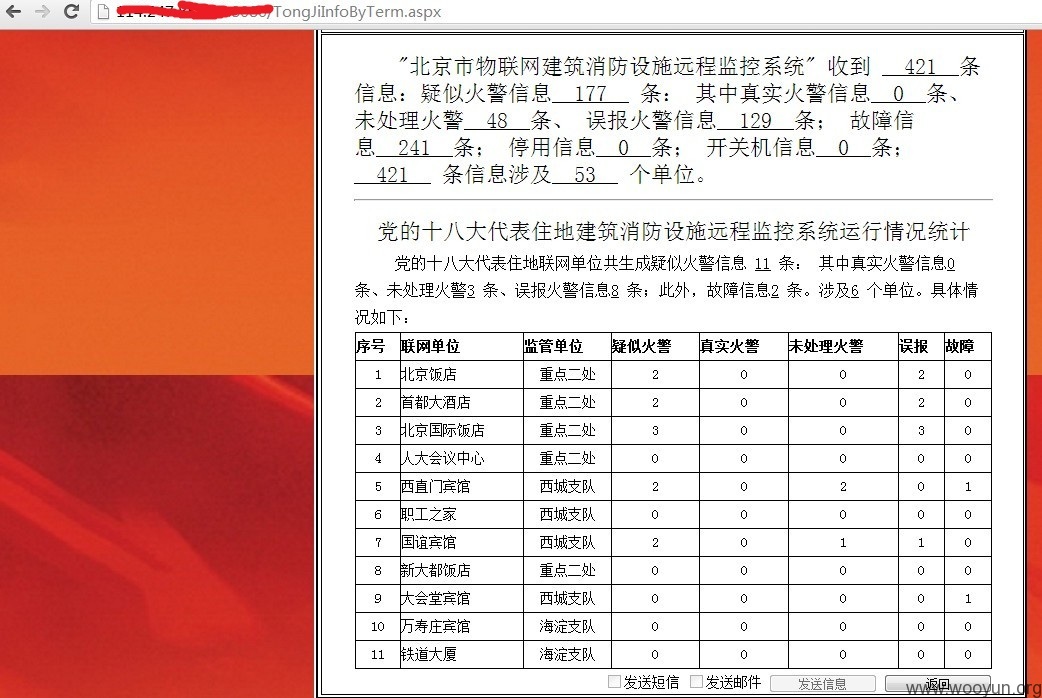 /TongJiInfoByTerm.aspx
"北京市物联网建筑消防设施远程监控系统" 收到 421 条
信息：疑似火警信息 177 条： 其中真实火警信息 0 条、
未处理火警 48 条、 误报火警信息 129 条； 故障信
息 241 条； 停用信息 0 条； 开关机信息 0 条；
421 条信息涉及 53 个单位。
党的十八大代表住地建筑消防设施远程监控系统运行情况统计
党的十八大代表住地联网单位共生成疑似火警信息 11 条： 其中真实火警信息0
条、未处理火警3 条、误报火警信息8 条；此外，故障信息2 条。涉及6 个单位。具体情
况如下：
序号 联网单位 监管单位 疑似火警 真实火警 未处理火警 误报 故障
1 北京饭店 重点二处 2 0 0 2 0
2 首都大酒店 重点二处 2 0 0 2 0
3 北京国际饭店 重点二处 3 0 0 3 0
4 人大会议中心 重点二处 0 0 0 0 0
5 西直门宾馆 西城支队 2 0 2 0 1
6 职工之家 西城支队 0 0 0 0 0
7 国谊宾馆 西城支队 2 0 1 1 0
8 新大都饭店 重点二处 0 0 0 0 0
9 大会堂宾馆 西城支队 0 0 0 0 1
10 万寿庄宾馆 海淀支队 0 0 0 0 0
11 铁道大厦 海淀支队 0 0 0 0 0
发送短信 发送邮件 发送信息 返回
www.wooyun.org